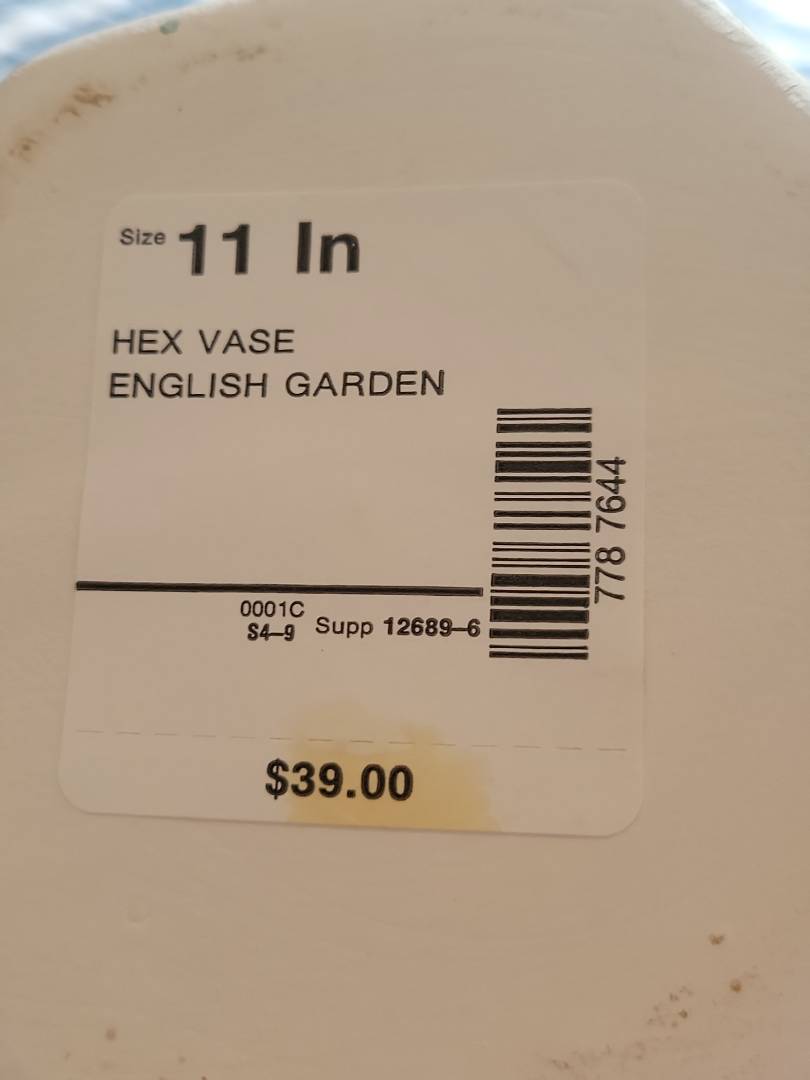 Size 11 In
HEX VASE
ENGLISH GARDEN
778 7644
0001C
S4-9 Supp 12689-6
$39.00